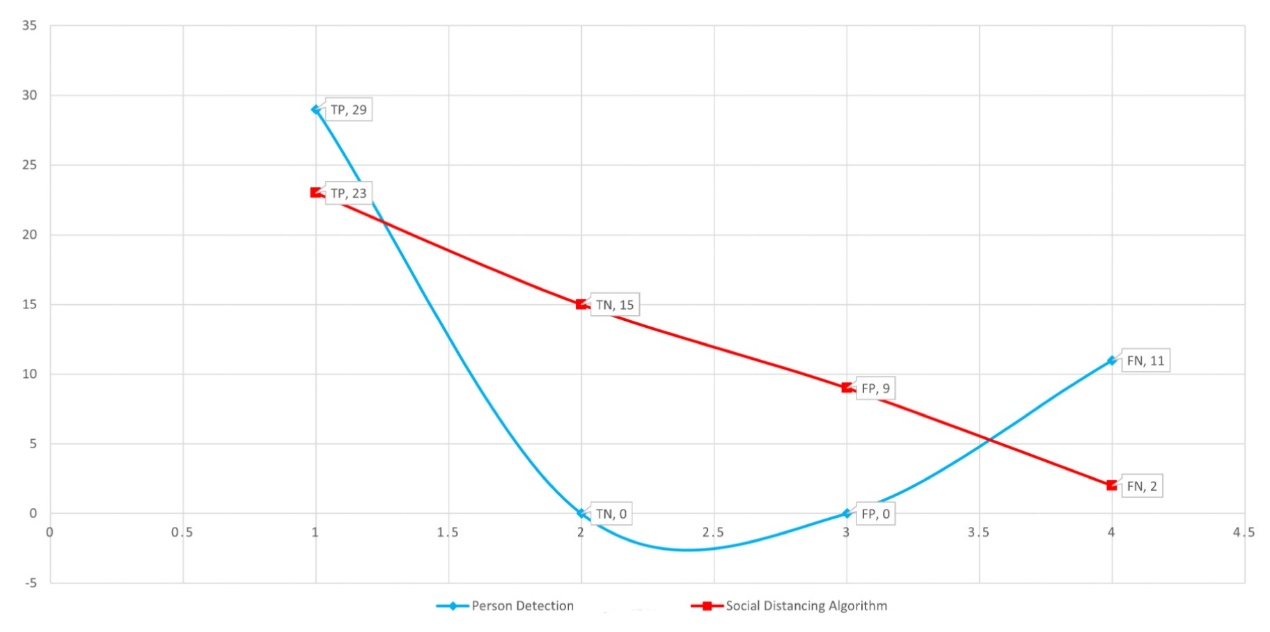 35
30
TP, 29
25
TP, 23
20
15
TN, 15
10
FP, 9
FN, 11
5
FN, 2
0
TN, 0
FP, 0
0 0.5 1 1.5 2 2.5 3 3.5 4 4.5
-5
Person Detection Social Distancing Algorithm